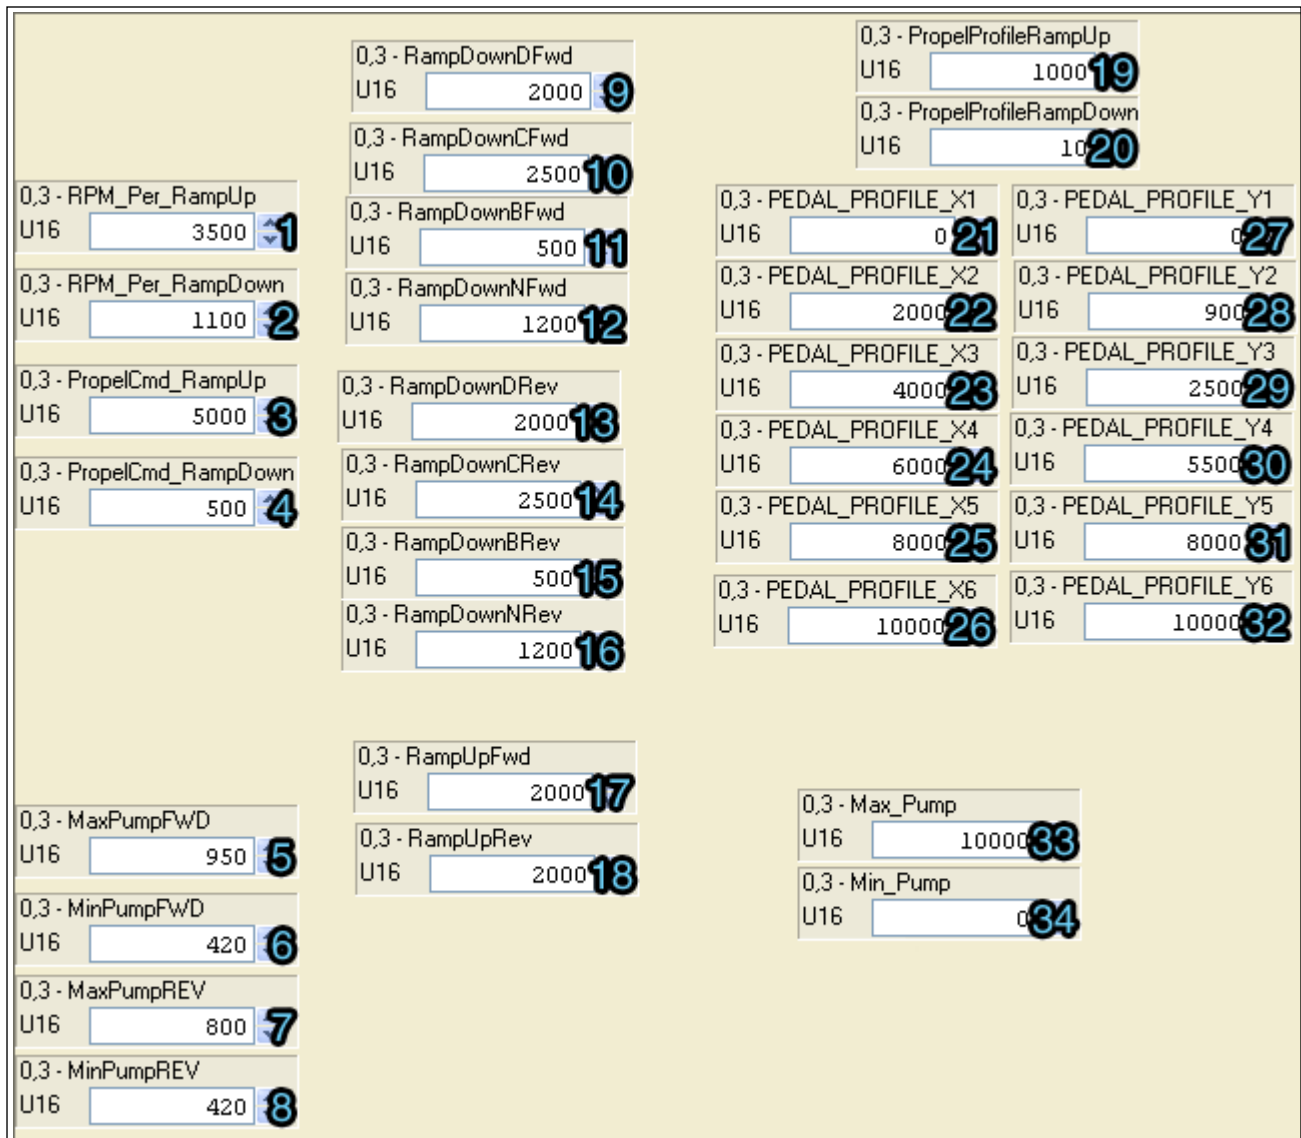 0,3 - RPM_Per_RampUp
U16 3500 1
0,3 - RPM_Per_RampDown
U16 1100 2
0,3 - PropelCmd_RampUp
U16 5000 3
0,3 - PropelCmd_RampDown
U16 500 4
0,3 - MaxPumpFWD
U16 950 5
0,3 - MinPumpFWD
U16 420 6
0,3 - MaxPumpREV
U16 800 7
0,3 - MinPumpREV
U16 420 8
0,3 - RampDownDFwd
U16 2000 9
0,3 - RampDownCFwd
U16 2500 10
0,3 - RampDownBFwd
U16 500 11
0,3 - RampDownNFwd
U16 1200 12
0,3 - RampDownDRev
U16 2000 13
0,3 - RampDownCRev
U16 2500 14
0,3 - RampDownBRev
U16 500 15
0,3 - RampDownNRev
U16 1200 16
0,3 - RampUpFwd
U16 2000 17
0,3 - RampUpRev
U16 2000 18
0,3 - PropelProfileRampUp
U16 1000 19
0,3 - PropelProfileRampDown
U16 20
0,3 - PEDAL_PROFILE_X1
U16 0 21
0,3 - PEDAL_PROFILE_X2
U16 2000 22
0,3 - PEDAL_PROFILE_X3
U16 4000 23
0,3 - PEDAL_PROFILE_X4
U16 6000 24
0,3 - PEDAL_PROFILE_X5
U16 8000 25
0,3 - PEDAL_PROFILE_X6
U16 10000 26
0,3 - PEDAL_PROFILE_Y1
U16 0 27
0,3 - PEDAL_PROFILE_Y2
U16 900 28
0,3 - PEDAL_PROFILE_Y3
U16 2500 29
0,3 - PEDAL_PROFILE_Y4
U16 5500 30
0,3 - PEDAL_PROFILE_Y5
U16 8000 31
0,3 - PEDAL_PROFILE_Y6
U16 10000 32
0,3 - Max_Pump
U16 10000 33
0,3 - Min_Pump
U16 0 34